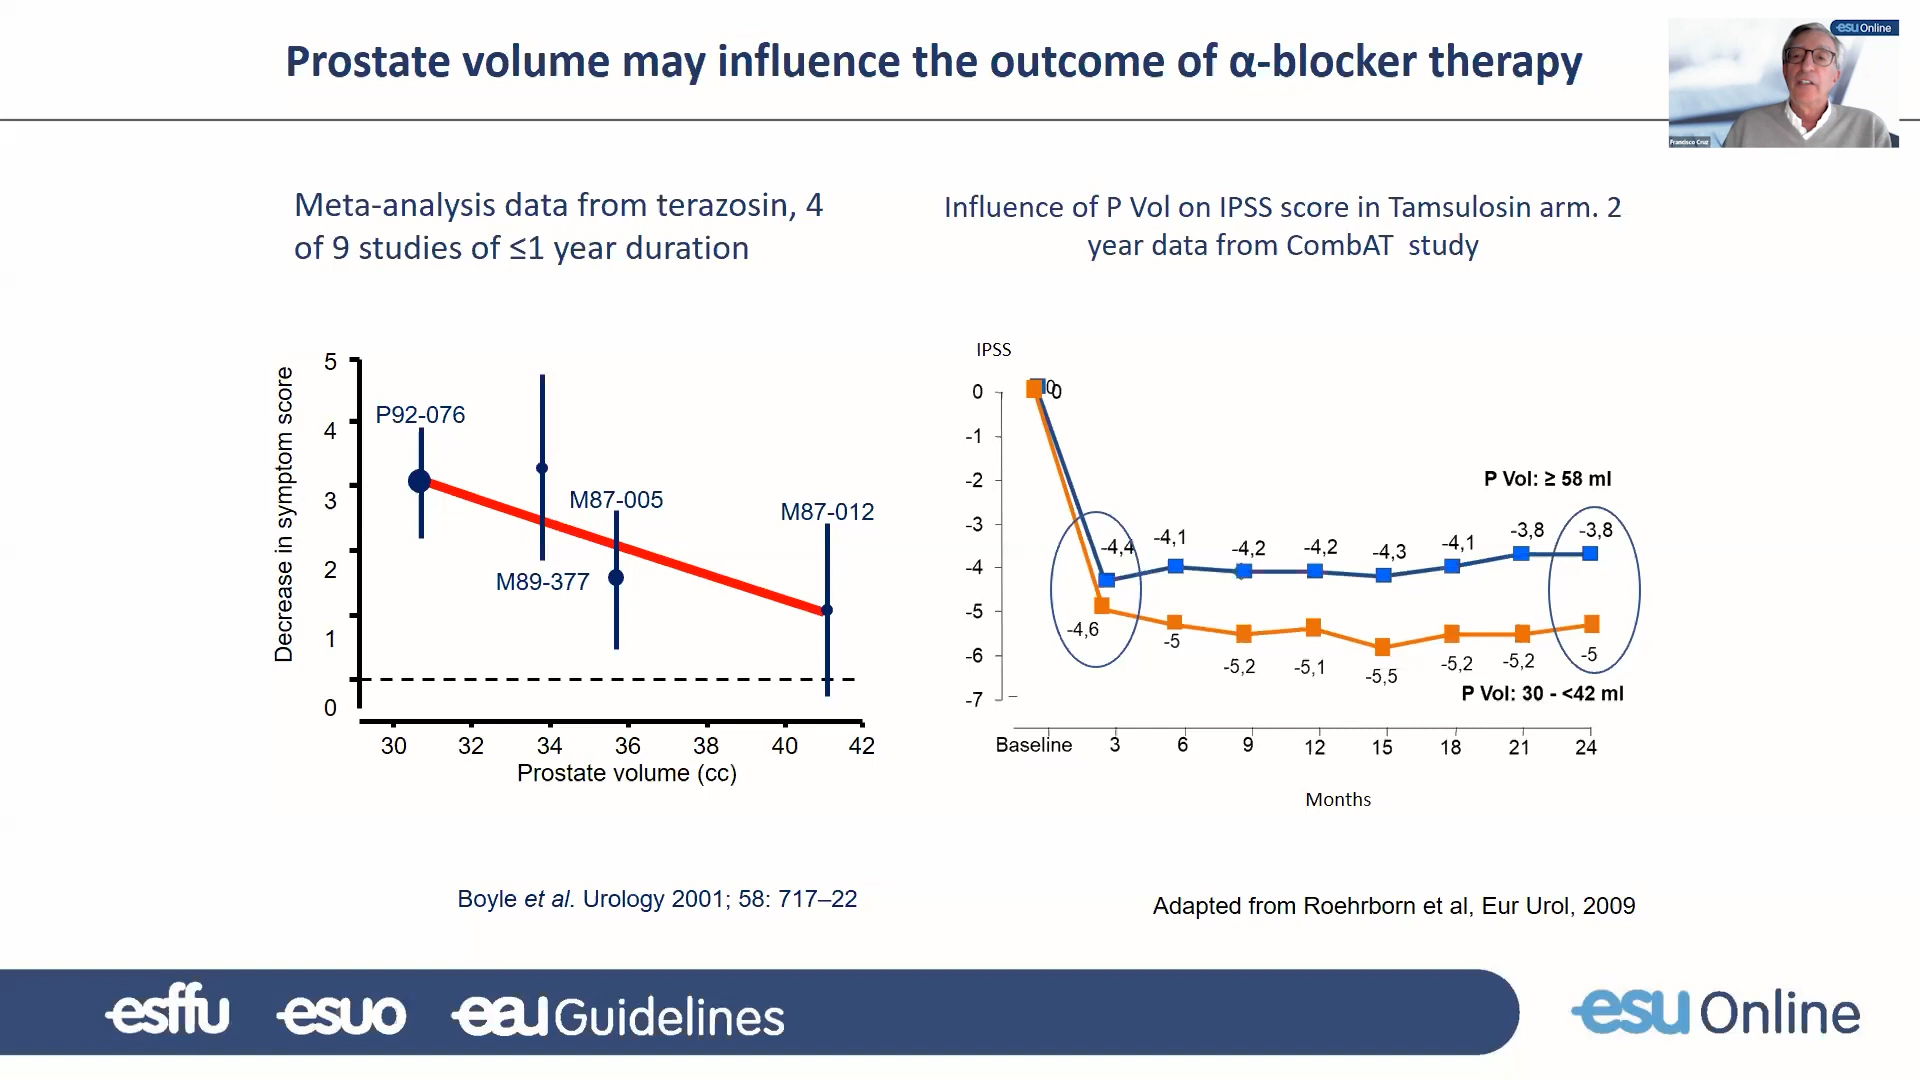 Prostate volume may influence the outcome of α-blocker therapy
esu Online
Francisco Cruz
Meta-analysis data from terazosin, 4
of 9 studies of ≤1 year duration
Influence of P Vol on IPSS score in Tamsulosin arm. 2
year data from CombAT study
Decrease in symptom score
5
4
3
2
1
0
P92-076
M89-377
M87-005
M87-012
30 32 34 36 38 40 42
Prostate volume (cc)
IPSS
0
-1
-2
-3
-4
-5
-6
-7
0
0
P Vol: ≥ 58 ml
-4,4 -4,1 -4,2 -4,2 -4,3 -4,1 -3,8 -3,8
-4,6 -5 -5,2 -5,1 -5,5 -5,2 -5,2 -5
P Vol: 30 - <42 ml
Baseline 3 6 9 12 15 18 21 24
Months
Boyle et al. Urology 2001; 58: 717–22
Adapted from Roehrborn et al, Eur Urol, 2009
esffu esuo eau Guidelines
esu Online